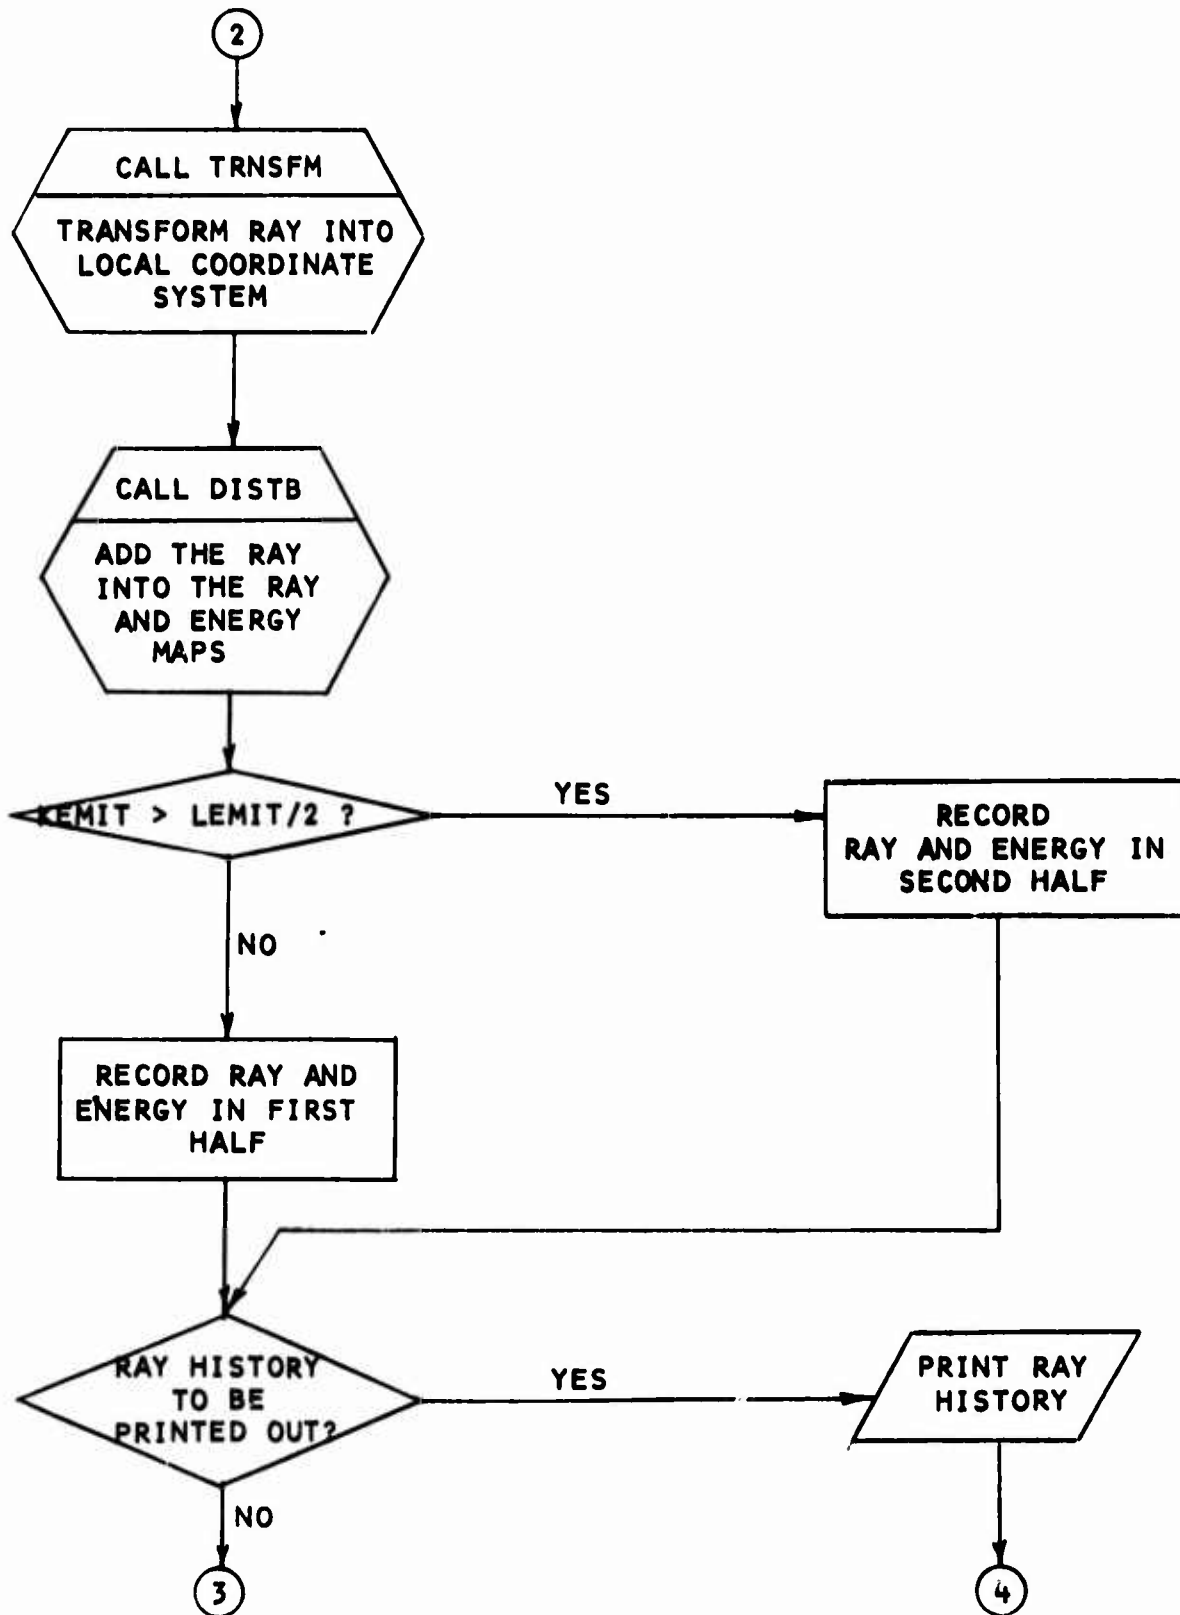 2
CALL TRNSFM
TRANSFORM RAY INTO
LOCAL COORDINATE
SYSTEM
CALL DISTB
ADD THE RAY
INTO THE RAY
AND ENERGY
MAPS
KEMIT > LEMIT/2 ?
YES
RECORD
RAY AND ENERGY IN
SECOND HALF
NO
RECORD RAY AND
ENERGY IN FIRST
HALF
RAY HISTORY
TO BE
PRINTED OUT?
YES
PRINT RAY
HISTORY
NO
3
4